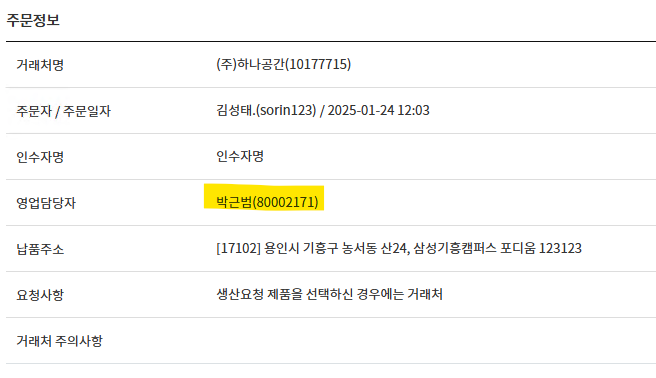 주문정보
거래처명 (주)하나공간(10177715)
주문자 / 주문일자 김성태.(sorin123) / 2025-01-24 12:03
인수자명 인수자명
영업담당자 박근범(80002171)
납품주소 [17102] 용인시 기흥구 농서동 산24, 삼성기흥캠퍼스 포디움 123123
요청사항 생산요청 제품을 선택하신 경우에는 거래처
거래처 주의사항